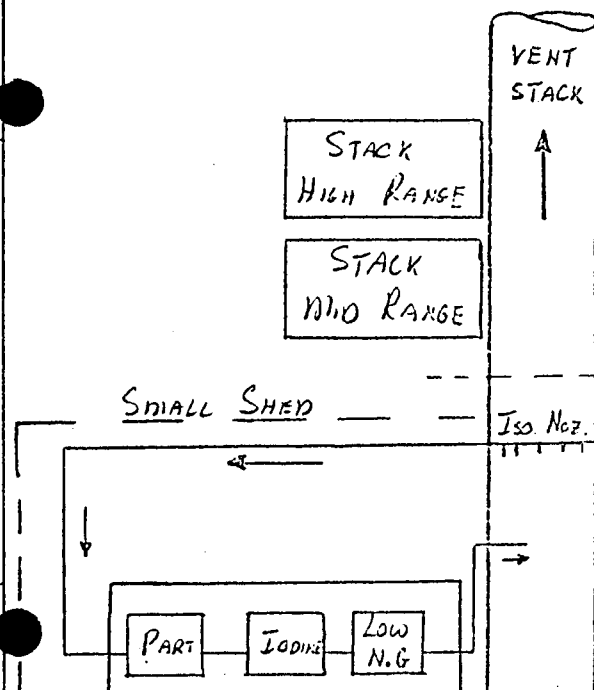 VENT
STACK
STACK
HIGH RANGE
STACK
MID RANGE
SMALL SHED
ISO. NOZ.
PART
IODINE
LOW
N.G